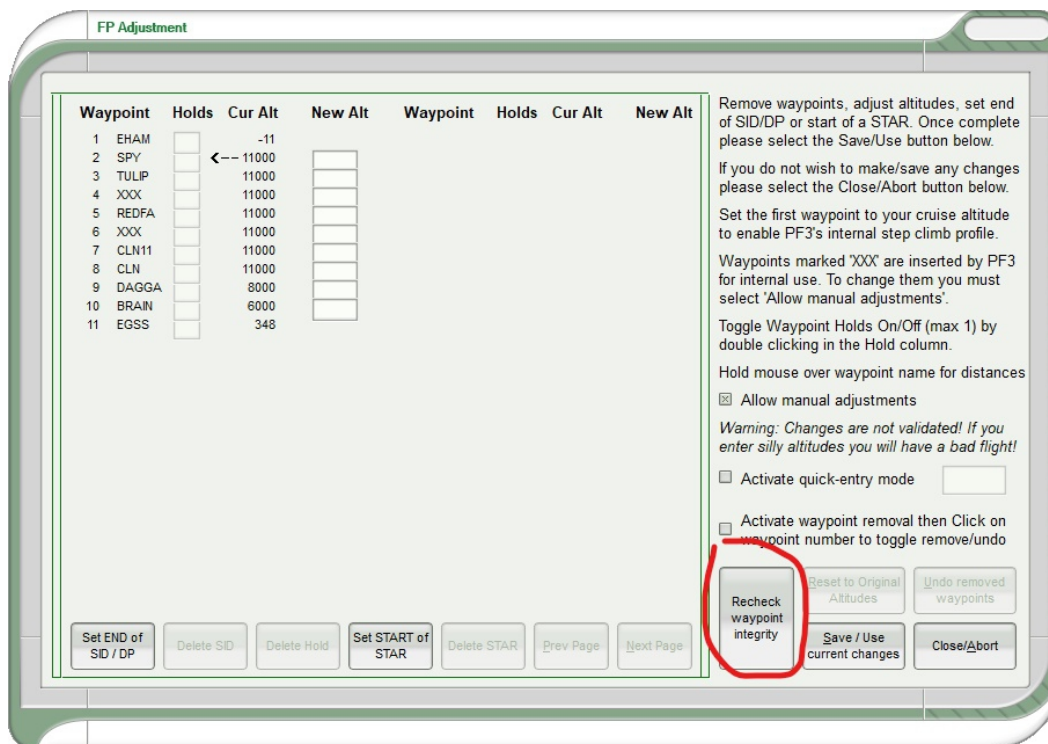 FP Adjustment
Waypoint Holds Cur Alt New Alt Waypoint Holds Cur Alt New Alt
1 EHAM -11
2 SPY <-- 11000
3 TULIP 11000
4 XXX 11000
5 REDFA 11000
6 XXX 11000
7 CLN11 11000
8 CLN 11000
9 DAGGA 8000
10 BRAIN 6000
11 EGSS 348
Remove waypoints, adjust altitudes, set end
of SID/DP or start of a STAR. Once complete
please select the Save/Use button below.
If you do not wish to make/save any changes
please select the Close/Abort button below.
Set the first waypoint to your cruise altitude
to enable PF3's internal step climb profile.
Waypoints marked 'XXX' are inserted by PF3
for internal use. To change them you must
select 'Allow manual adjustments'.
Toggle Waypoint Holds On/Off (max 1) by
double clicking in the Hold column.
Hold mouse over waypoint name for distances
Allow manual adjustments
Warning: Changes are not validated! If you
enter silly altitudes you will have a bad flight!
Activate quick-entry mode
Activate waypoint removal then Click on
waypoint number to toggle remove/undo
Recheck
waypoint
integrity
Reset to Original
Altitudes
Undo removed
waypoints
Save / Use
current changes
Close/Abort
Set END of
SID / DP
Delete SID
Delete Hold
Set START of
STAR
Delete STAR
Prev Page
Next Page